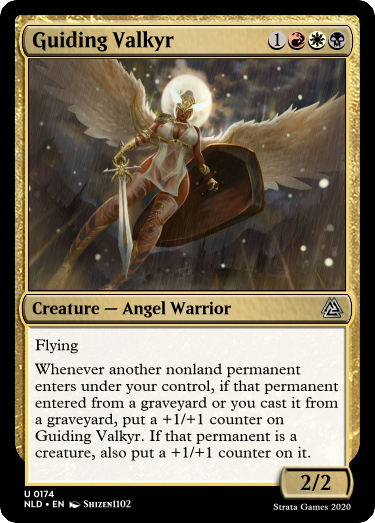 Guiding Valkyr 1
Creature — Angel Warrior
Flying
Whenever another nonland permanent
enters under your control, if that permanent
entered from a graveyard or you cast it from
a graveyard, put a +1/+1 counter on
Guiding Valkyr. If that permanent is a
creature, also put a +1/+1 counter on it.
2/2
U 0174
NLD • EN Shizen1102
Strata Games 2020